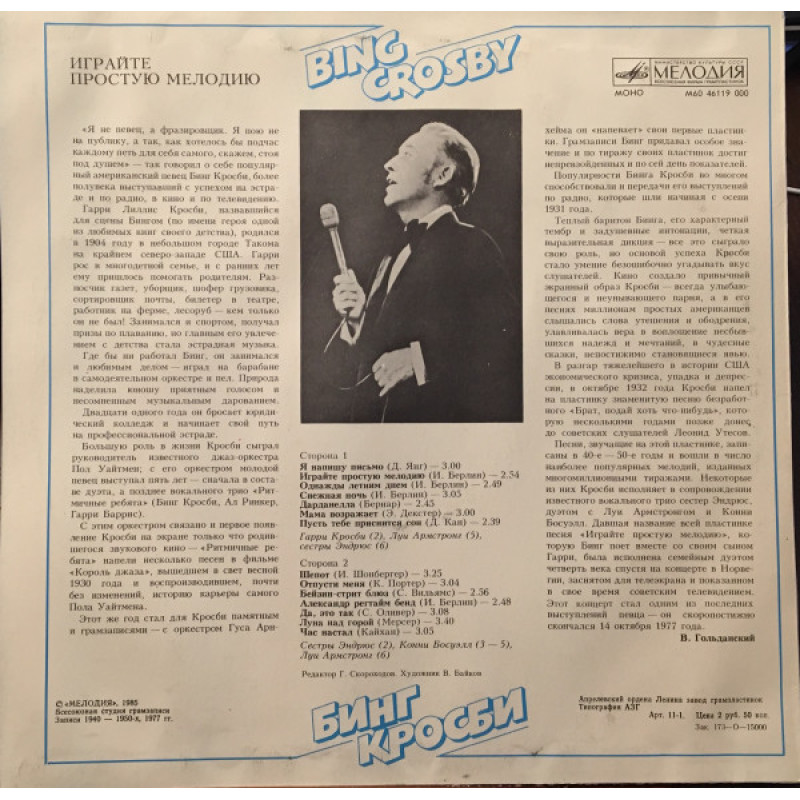 ИГРАЙТЕ
ПРОСТУЮ МЕЛОДИЮ
BING
CROSBY
МИНИСТЕРСТВО КУЛЬТУРЫ СССР
МЕЛОДИЯ
ВСЕСОЮЗНАЯ ФИРМА ГРАМПЛАСТИНОК
МОНО М60 46119 000
«Я не певец, а фразировщик. Я пою не
на публику, а так, как хотелось бы подчас
каждому петь для себя самого, скажем, стоя
под душем» — так говорил о себе популяр-
ный американский певец Бинг Кросби, более
полувека выступавший с успехом на эстра-
де и по радио, в кино и по телевидению.
Гарри Лиллис Кросби, назвавшийся
для сцены Бингом (по имени героя одной
из любимых книг своего детства), родился
в 1904 году в небольшом городе Такома
на крайнем северо-западе США. Гарри
рос в многодетной семье, и с ранних лет
ему пришлось помогать родителям. Раз-
носчик газет, уборщик, шофер грузовика,
сортировщик почты, билетер в театре,
работник на ферме, лесоруб — кем только
он не был! Занимался и спортом, получал
призы по плаванию, но главным его увлече-
нием с детства стала эстрадная музыка.
Где бы ни работал Бинг, он занимался
и любимым делом — играл на барабане
в самодеятельном оркестре и пел. Природа
наделила юношу приятным голосом и
несомненным музыкальным дарованием.
Двадцати одного года он бросает юриди-
ческий колледж и начинает свой путь
на профессиональной эстраде.
Большую роль в жизни Кросби сыграл
руководитель известного джаз-оркестра
Пол Уайтмен; с его оркестром молодой
певец выступал пять лет — сначала в соста-
ве дуэта, а позднее вокального трио «Рит-
мичные ребята» (Бинг Кросби, Ал Ринкер,
Гарри Баррис).
С этим оркестром связано и первое появ-
ление Кросби на экране только что родив-
шегося звукового кино — «Ритмичные ре-
бята» напели несколько песен в фильме
«Король джаза», вышедшем в свет весной
1930 года и воспроизводившем, почти
без изменений, историю карьеры самого
Пола Уайтмена.
Этот же год стал для Кросби памятным
и грамзаписями — с оркестром Гуса Арн-
Сторона 1
Я напишу письмо (Д. Янг) — 3.00
Играйте простую мелодию (И. Берлин) — 2.54
Однажды летним днем (И. Берлин) — 2.49
Снежная ночь (И. Берлин) — 3.05
Дарданелла (Бернар) — 2.45
Мама возражает (Э. Декстер) — 3.00
Пусть тебе приснится сон (Д. Кан) — 2.39
Гарри Кросби (2), Луи Армстронг (5),
сестры Эндрюс (6)
Сторона 2
Шепот (И. Шонбергер) — 3.25
Отпусти меня (К. Портер) — 3.04
Бейзин-стрит блюз (С. Вильямс) — 2.56
Александр регтайм бенд (И. Берлин) — 2.48
Да, это так (С. Оливер) — 3.08
Луна над горой (Мерсер) — 3.40
Час настал (Кайхан) — 3.05
Сестры Эндрюс (2), Конни Босуэлл (3 — 5),
Луи Армстронг (6)
Редактор Г. Скороходов. Художник В. Байков
хейма он «напевает» свои первые пластин-
ки. Грамзаписи Бинг придавал особое зна-
чение и по тиражу своих пластинок достиг
непревзойденных и по сей день показателей.
Популярности Бинга Кросби во многом
способствовали и передачи его выступлений
по радио, которые шли начиная с осени
1931 года.
Теплый баритон Бинга, его характерный
тембр и задушевные интонации, четкая
выразительная дикция — все это сыграло
свою роль, но основой успеха Кросби
стало умение безошибочно угадывать вкус
слушателей. Кино создало привычный
экранный образ Кросби — всегда улыбаю-
щегося и неунывающего парня, а в его
песнях миллионам простых американцев
слышались слова утешения и ободрения,
улавливалась вера в воплощение несбыв-
шихся надежд и мечтаний, в чудесные
сказки, непостижимо становящиеся явью.
В разгар тяжелейшего в истории США
экономического кризиса, упадка и депрес-
сии, в октябре 1932 года Кросби напел
на пластинку знаменитую песню безработ-
ного «Брат, подай хоть что-нибудь», кото-
рую несколькими годами позже донес
до советских слушателей Леонид Утесов.
Песни, звучащие на этой пластинке, запи-
саны в 40-е — 50-е годы и вошли в число
наиболее популярных мелодий, изданных
многомиллионными тиражами. Некоторые
из них Кросби исполняет в сопровождении
известного вокального трио сестер Эндрюс,
дуэтом с Луи Армстронгом и Конни
Босуэлл. Давшая название всей пластинке
песня «Играйте простую мелодию», ко-
торую Бинг поет вместе со своим сыном
Гарри, была исполнена семейным дуэтом
четверть века спустя на концерте в Норве-
гии, заснятом для телеэкрана и показанном
в свое время советским телевидением.
Этот концерт стал одним из последних
выступлений певца — он скоропостижно
скончался 14 октября 1977 года.
В. Гольданский
© «МЕЛОДИЯ», 1985
Всесоюзная студия грамзаписи
Записи 1940 — 1950-х, 1977 гг.
БИНГ
КРОСБИ
Апрелевский ордена Ленина завод грампластинок
Типография АЗГ
Арт. 11-1. Цена 2 руб. 50 коп.
Зак. 173—О—15000